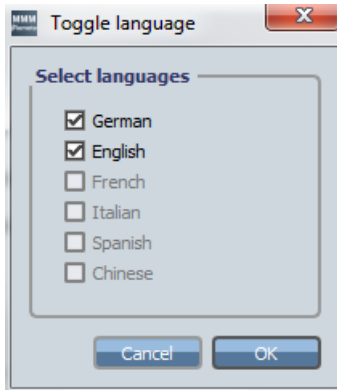 MMM
Toggle language
X
Select languages
German
English
French
Italian
Spanish
Chinese
Cancel
OK